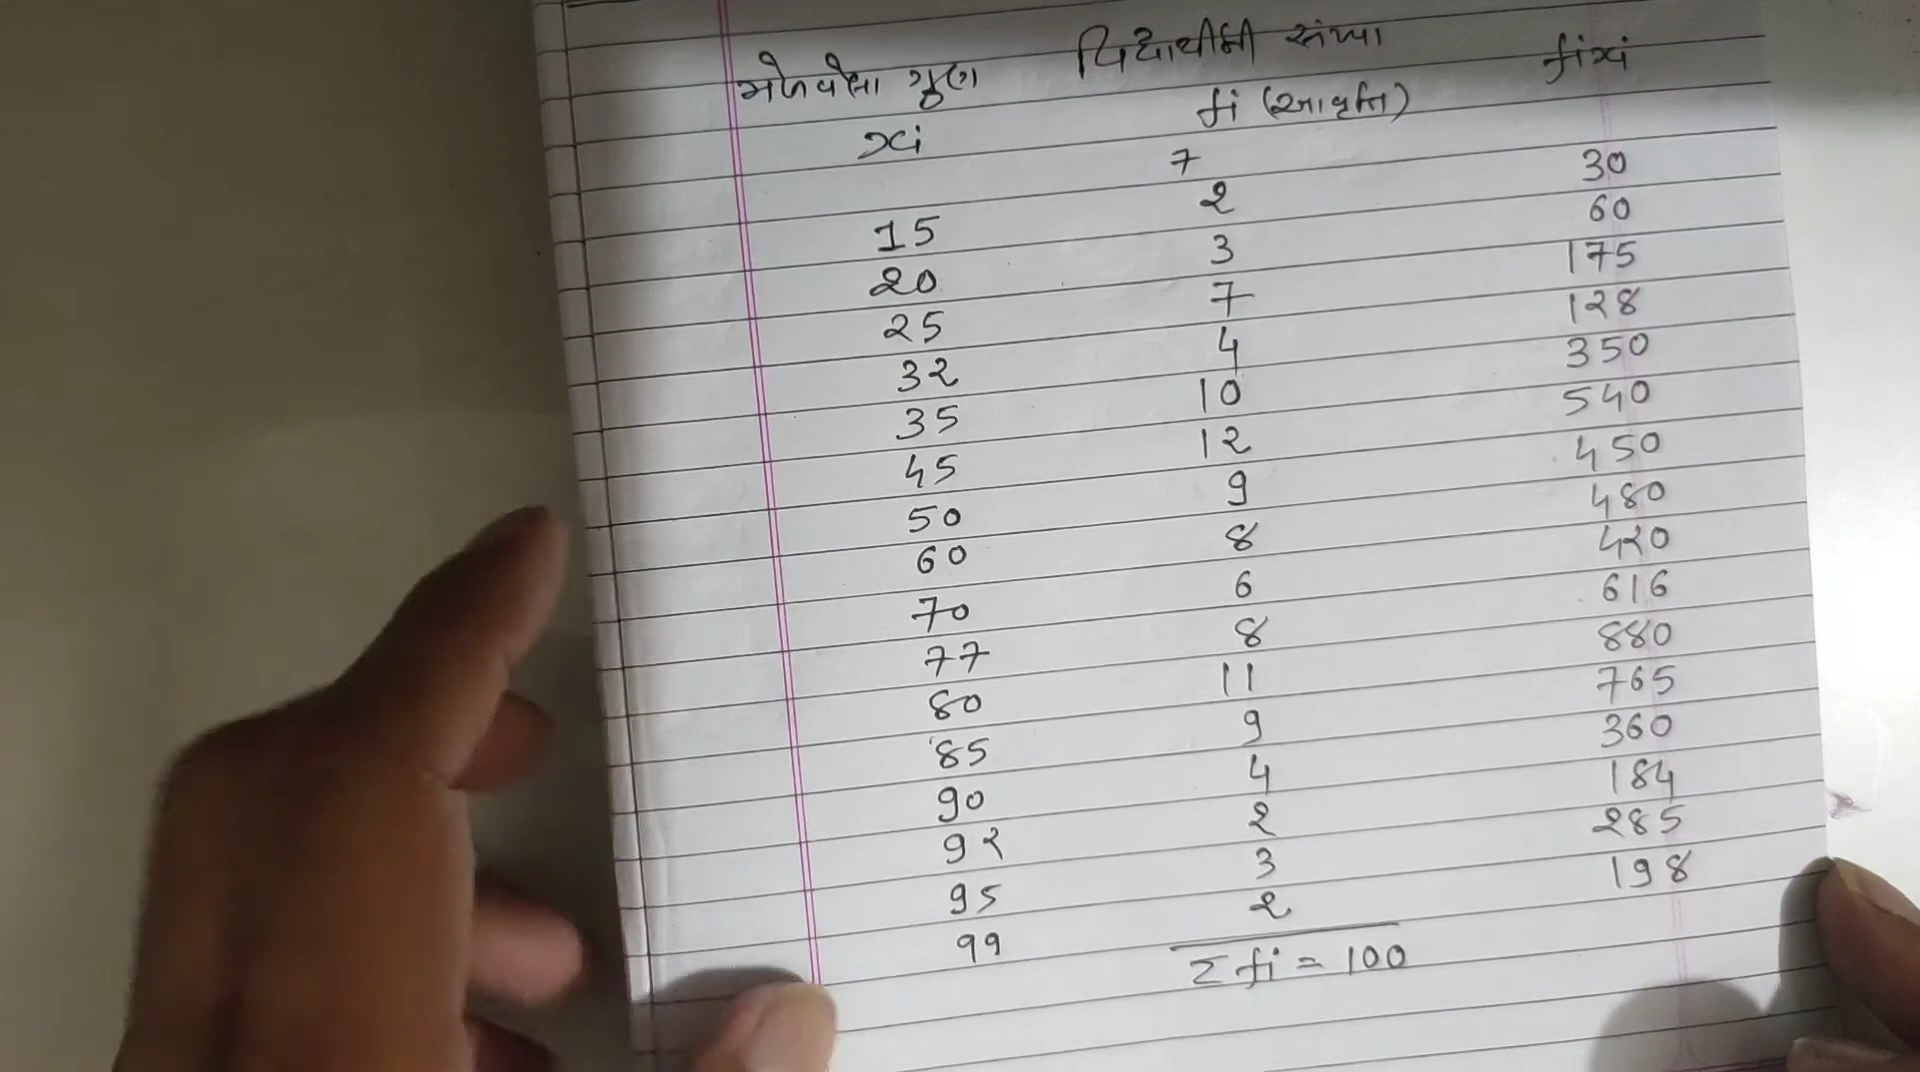 મેળવેલા ગુણ વિદ્યાર્થીની સંખ્યા fixi
xi fi (આવૃત્તિ)
7 30
15 2 60
20 3 175
25 7 128
32 4 350
35 10 540
45 12 450
50 9 480
60 8 420
70 6 616
77 8 880
80 11 765
85 9 360
90 4 184
92 2 285
95 3 198
99 2
Σ fi = 100